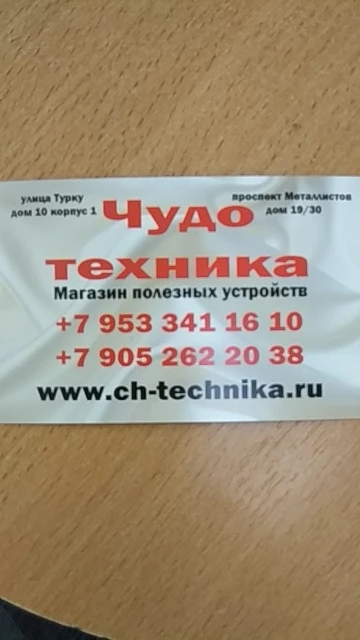 улица Турку
дом 10 корпус 1
проспект Металлистов
дом 19/30
Чудо
техника
Магазин полезных устройств
+7 953 341 16 10
+7 905 262 20 38
www.ch-technika.ru